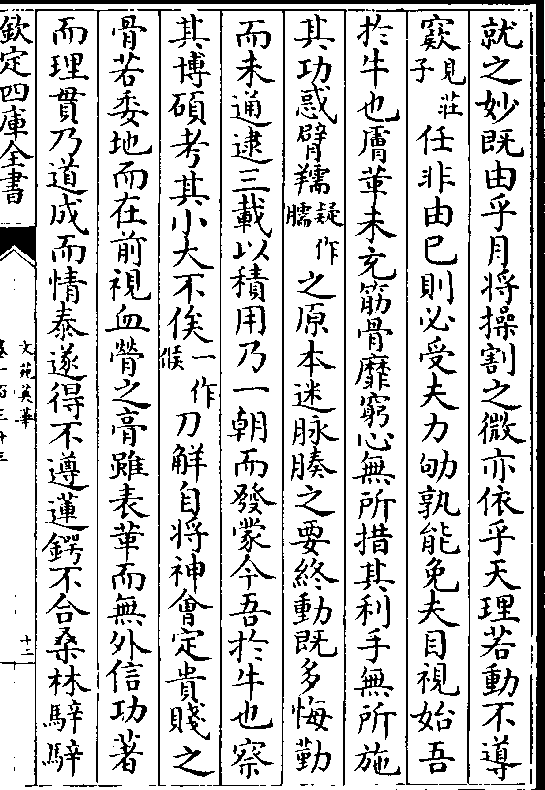 就之妙既由乎月將操割之微亦依乎天理若動不導
窾見莊子任非由已則必受夫力劬孰能免夫目視始吾
扵牛也膚革未充筋骨靡窮心無所措其利手無所施
其功惑臂羺疑作臑之原本迷脉腠之要終動既多悔勤
而未通逮三載以積用乃一朝而發蒙今吾扵牛也察
其博碩考其小大不俟一作候刀解自將神會定貴賤之
骨若委地而在前視血膋之膏雖表革而無外信功著
而理貫乃道成而情泰遂得不遵蓮鍔不合桑林騂騂
欽定四庫全書
文苑英華
卷一百三十三
十二